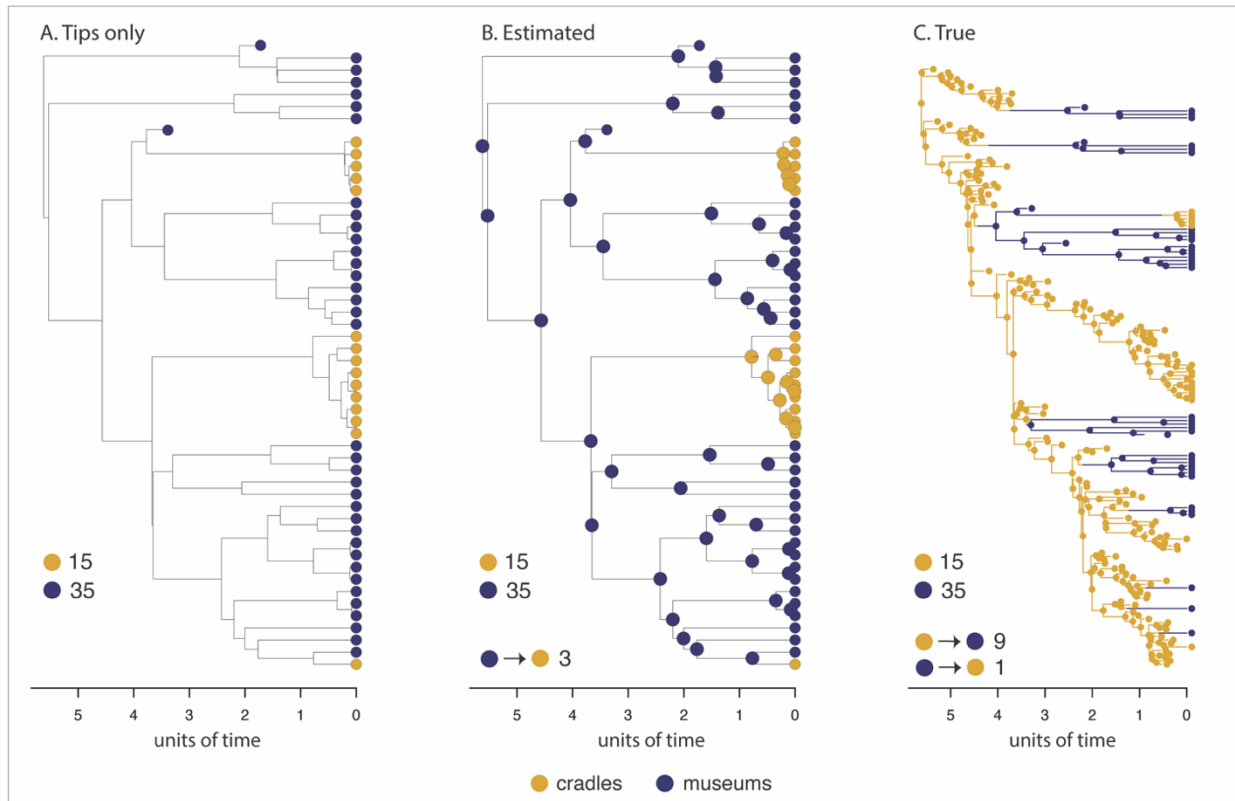 A. Tips only
B. Estimated
C. True
15
35
15
35
→ 3
15
35
→ 9
→ 1
5 4 3 2 1 0
units of time
5 4 3 2 1 0
units of time
5 4 3 2 1 0
units of time
cradles museums